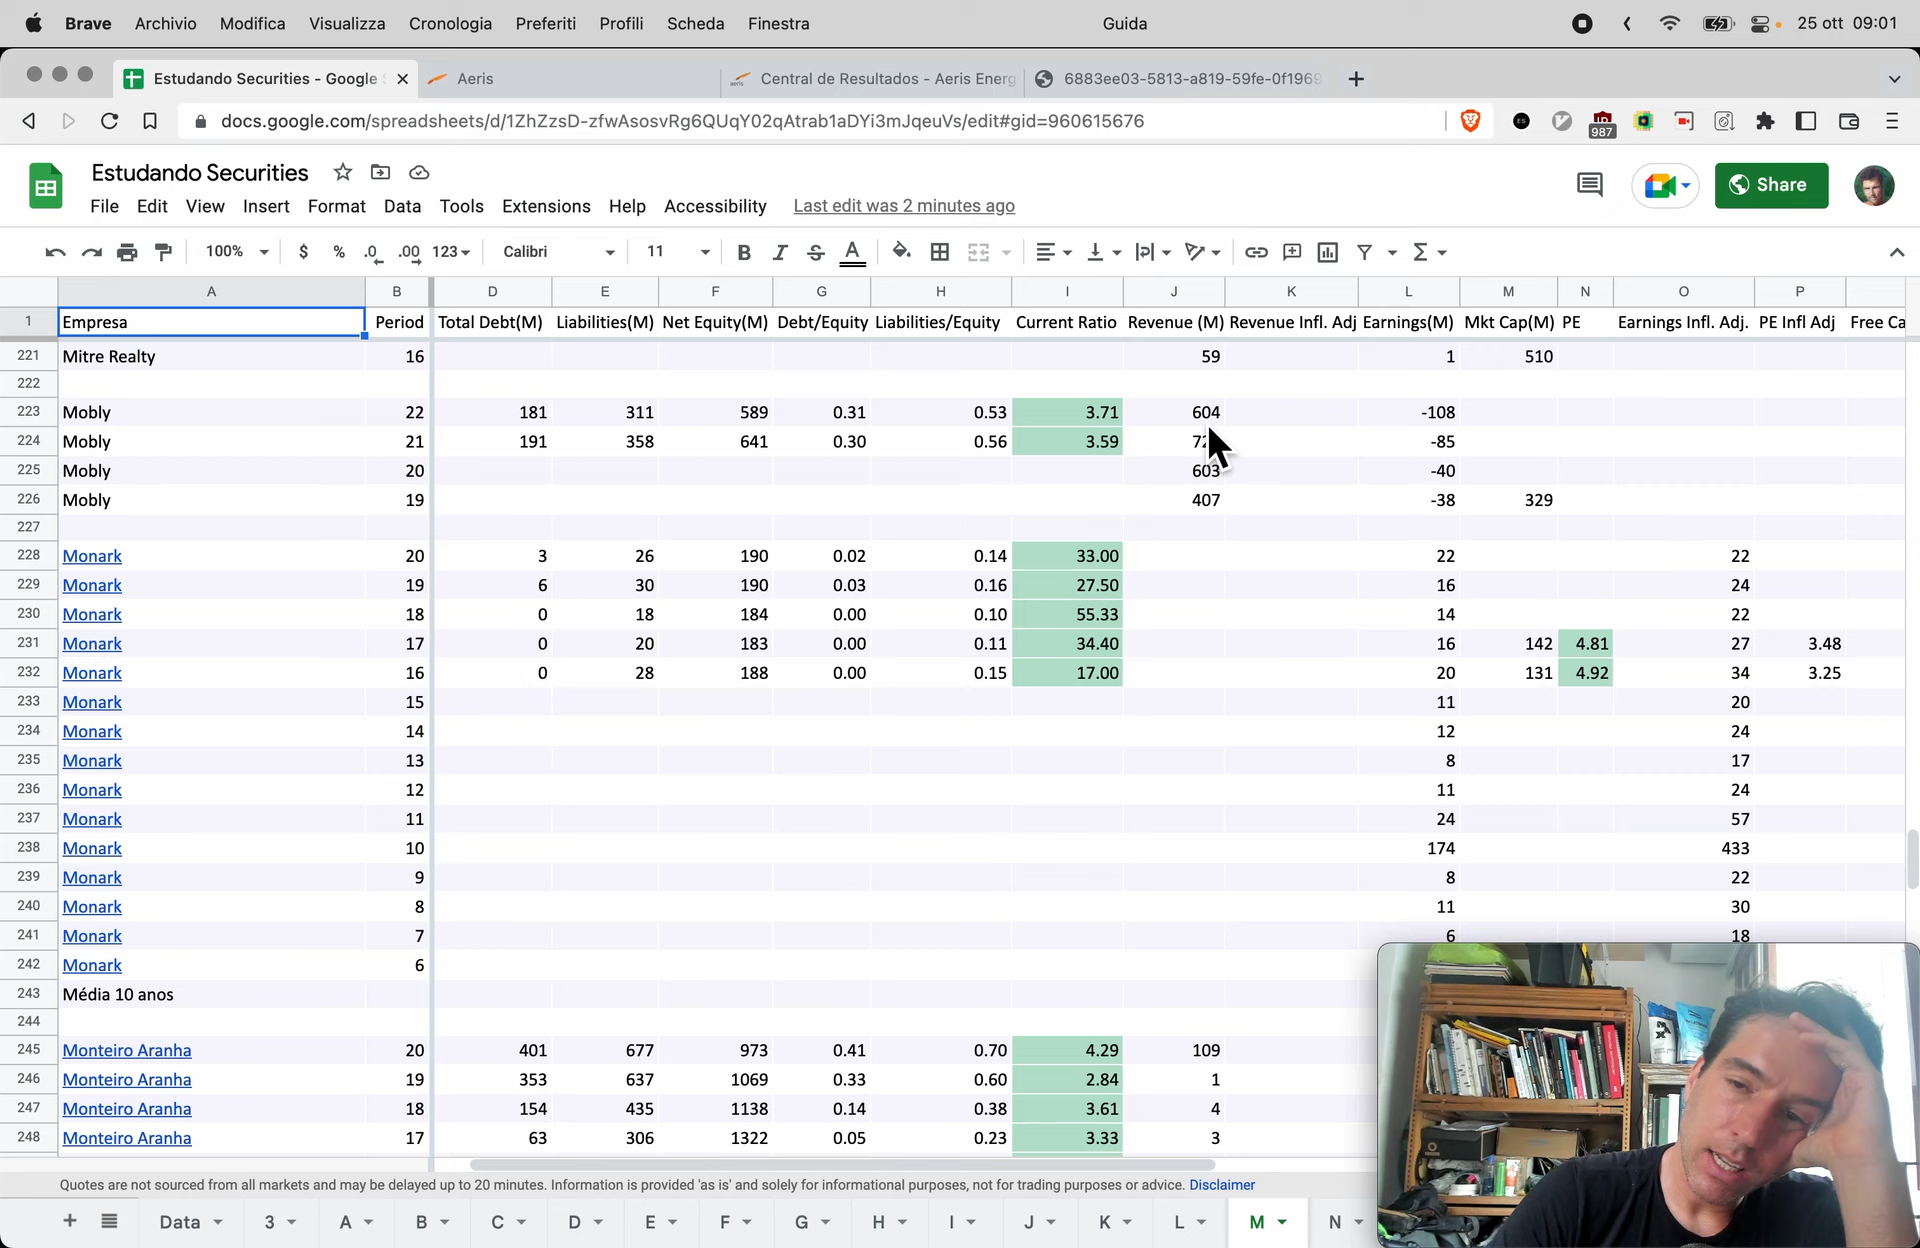 Brave Archivio Modifica Visualizza Cronologia Preferiti Profili Scheda Finestra Guida 25 ott 09:01
Estudando Securities - Google Aeris Central de Resultados - Aeris Energ 6883ee03-5813-a819-59fe-0f1969
docs.google.com/spreadsheets/d/1ZhZzsD-zfwAsosvRg6QUqY02qAtrab1aDYi3mJqeuVs/edit#gid=960615676 987
Estudando Securities
Share
File Edit View Insert Format Data Tools Extensions Help Accessibility Last edit was 2 minutes ago
100% $ % .0 .00 123 Calibri 11 B I S A
A B D E F G H I J K L M N O P
1 Empresa Period Total Debt(M) Liabilities(M) Net Equity(M) Debt/Equity Liabilities/Equity Current Ratio Revenue (M) Revenue Infl. Adj Earnings(M) Mkt Cap(M) PE Earnings Infl. Adj. PE Infl Adj Free Ca
221 Mitre Realty 16 59 1 510
222
223 Mobly 22 181 311 589 0.31 0.53 3.71 604 -108
224 Mobly 21 191 358 641 0.30 0.56 3.59 -85
225 Mobly 20 603 -40
226 Mobly 19 407 -38 329
227
228 Monark 20 3 26 190 0.02 0.14 33.00 22 22
229 Monark 19 6 30 190 0.03 0.16 27.50 16 24
230 Monark 18 0 18 184 0.00 0.10 55.33 14 22
231 Monark 17 0 20 183 0.00 0.11 34.40 16 142 4.81 27 3.48
232 Monark 16 0 28 188 0.00 0.15 17.00 20 131 4.92 34 3.25
233 Monark 15 11 20
234 Monark 14 12 24
235 Monark 13 8 17
236 Monark 12 11 24
237 Monark 11 24 57
238 Monark 10 174 433
239 Monark 9 8 22
240 Monark 8 11 30
241 Monark 7 6 18
242 Monark 6
243 Média 10 anos
244
245 Monteiro Aranha 20 401 677 973 0.41 0.70 4.29 109
246 Monteiro Aranha 19 353 637 1069 0.33 0.60 2.84 1
247 Monteiro Aranha 18 154 435 1138 0.14 0.38 3.61 4
248 Monteiro Aranha 17 63 306 1322 0.05 0.23 3.33 3
Quotes are not sourced from all markets and may be delayed up to 20 minutes. Information is provided 'as is' and solely for informational purposes, not for trading purposes or advice. Disclaimer
+ Data 3 A B C D E F G H I J K L M N